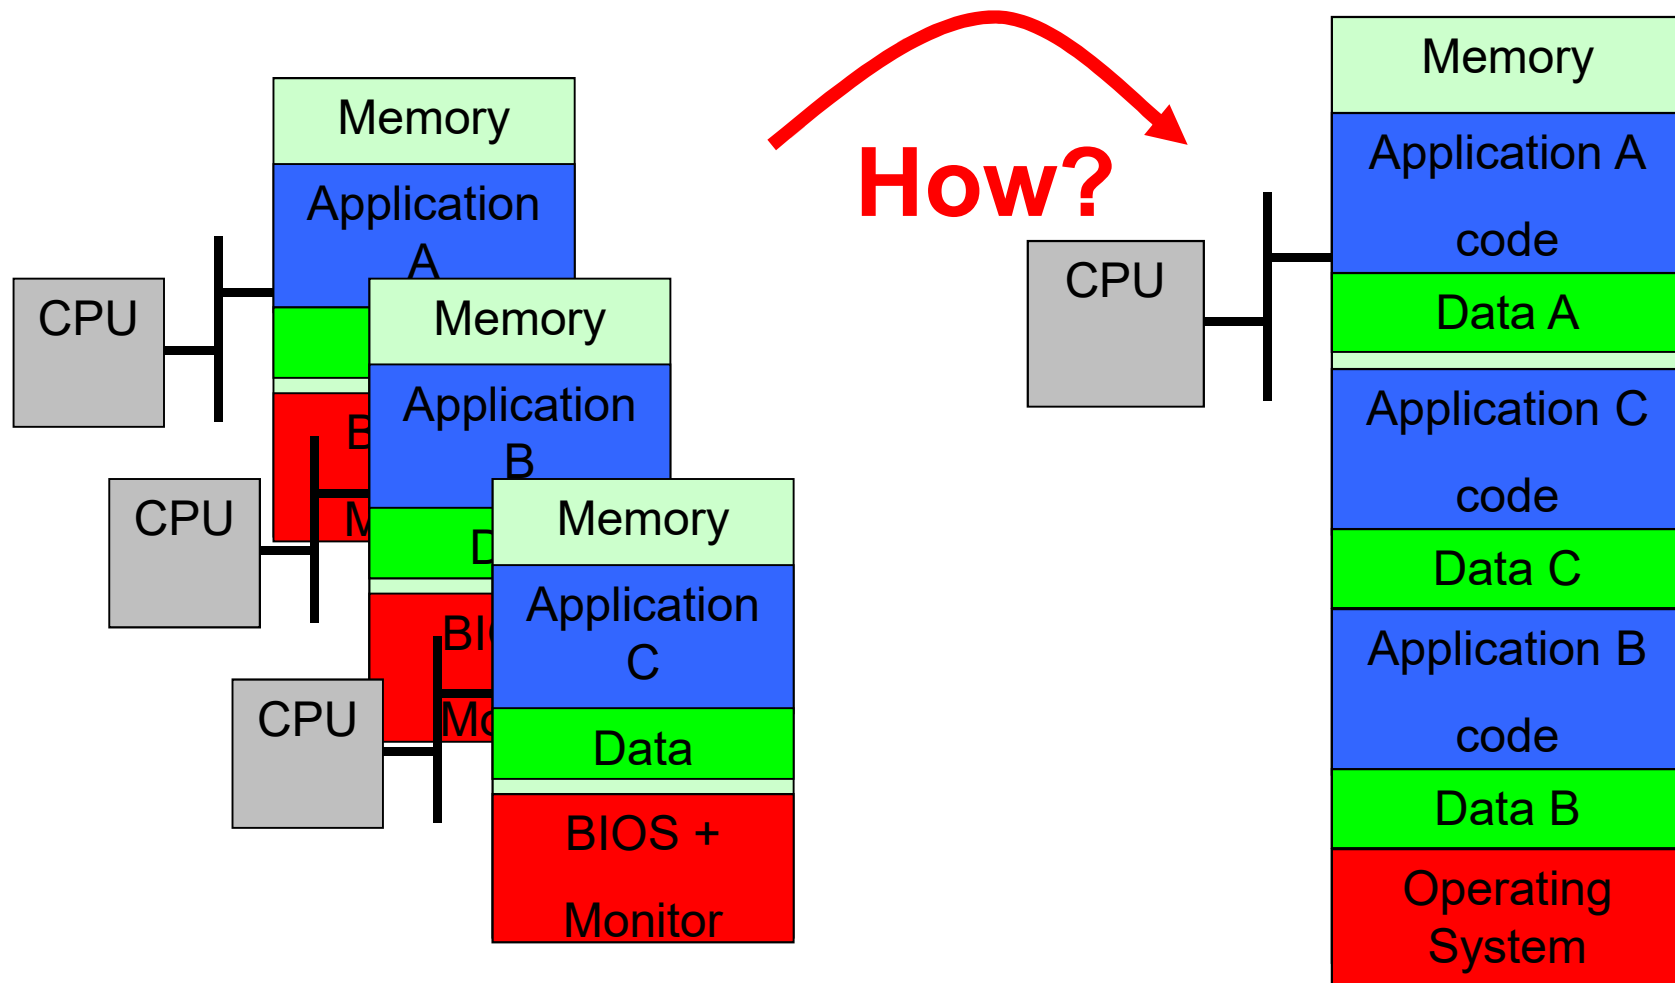 Memory
Application
A
CPU
B
M
Memory
Application
B
CPU
D
Memory
Application
C
CPU
Data
BIOS +
Monitor
How?
Memory
Application A
code
CPU
Data A
Application C
code
Data C
Application B
code
Data B
Operating
System